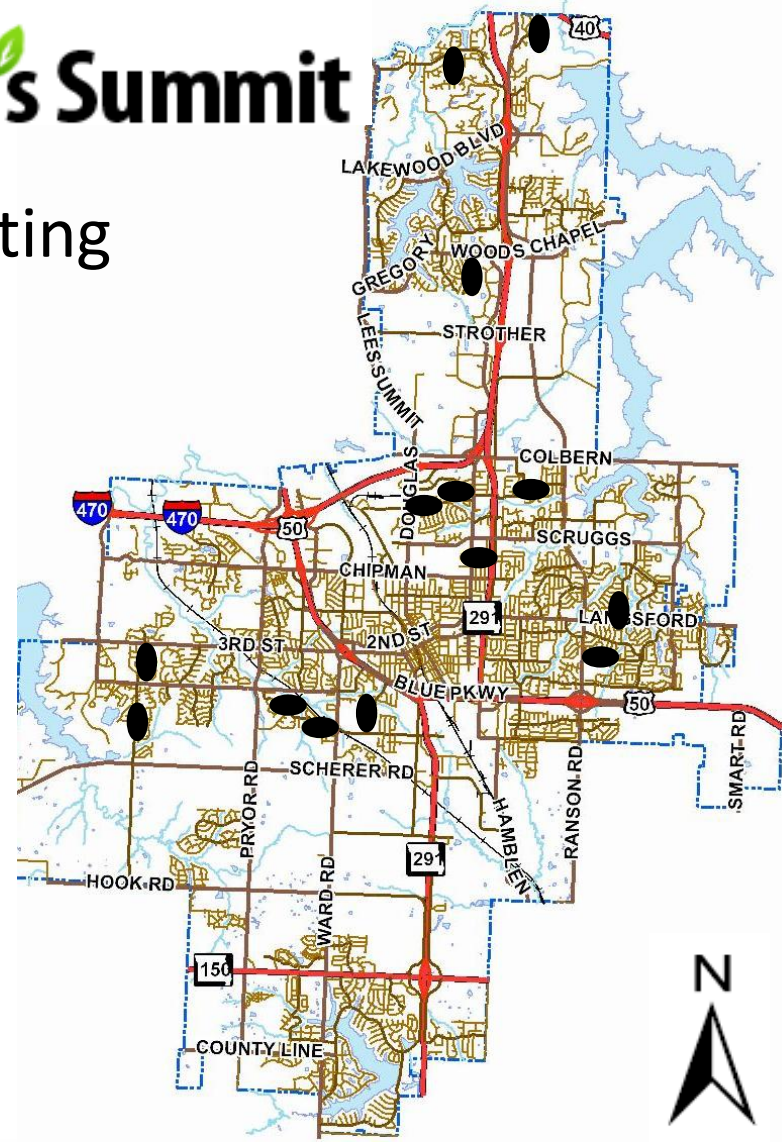 's Summit
ting
40
LAKEWOOD BLVD
WOODS CHAPEL
GREGORY
STROTHER
LEES SUMMIT
COLBERN
DOUGLAS
470
470
50
SCRUGGS
CHIPMAN
291
LANGSFORD
3RD ST
2ND ST
BLUE PKWY
50
SCHERER RD
SMART RD
PRYOR RD
RANSON RD
HAMBLEN
WARD RD
291
HOOK RD
150
N
COUNTY LINE